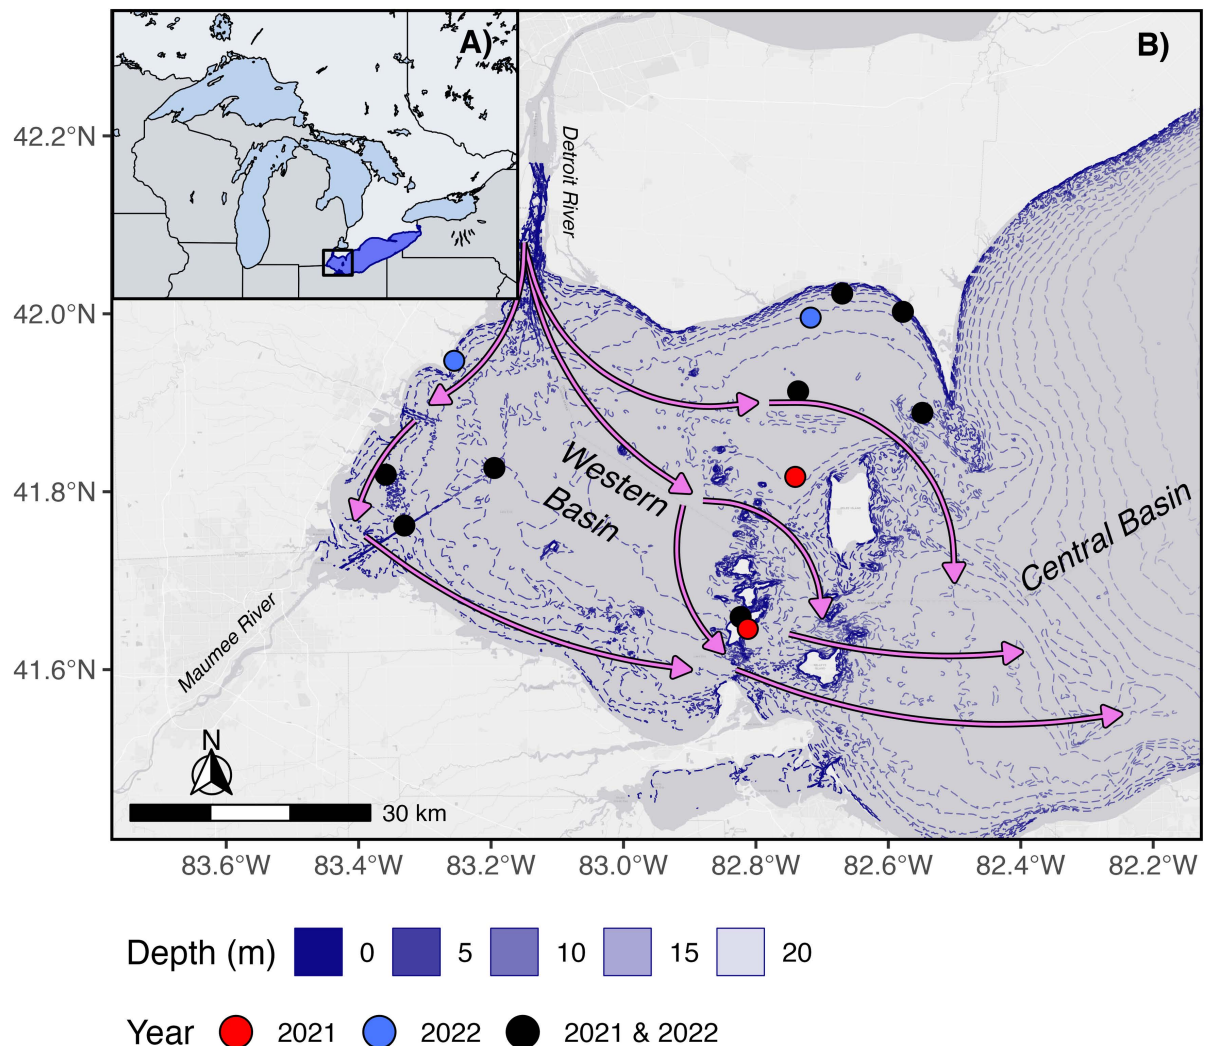 A)
B)
42.2°N
42.0°N
41.8°N
41.6°N
Detroit River
Western
Basin
Central Basin
Maumee River
N
30 km
83.6°W 83.4°W 83.2°W 83.0°W 82.8°W 82.6°W 82.4°W 82.2°W
Depth (m) 0 5 10 15 20
Year 2021 2022 2021 & 2022